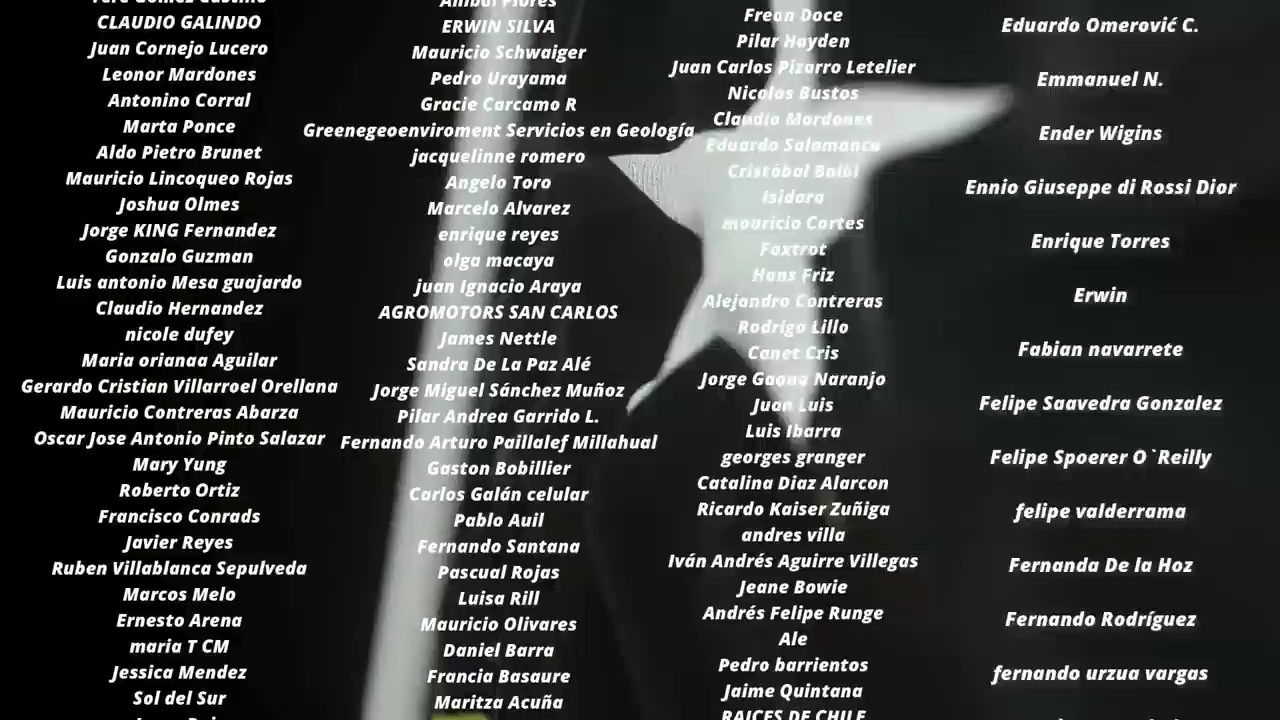 CLAUDIO GALINDO
Juan Cornejo Lucero
Leonor Mardones
Antonino Corral
Marta Ponce
Aldo Pietro Brunet
Mauricio Lincoqueo Rojas
Joshua Olmes
Jorge KING Fernandez
Gonzalo Guzman
Luis antonio Mesa guajardo
Claudio Hernandez
nicole dufey
Maria orianaa Aguilar
Gerardo Cristian Villarroel Orellana
Mauricio Contreras Abarza
Oscar Jose Antonio Pinto Salazar
Mary Yung
Roberto Ortiz
Francisco Conrads
Javier Reyes
Ruben Villablanca Sepulveda
Marcos Melo
Ernesto Arena
maria T CM
Jessica Mendez
Sol del Sur
ERWIN SILVA
Mauricio Schwaiger
Pedro Urayama
Gracie Carcamo R
Greenegeoenviroment Servicios en Geología
jacquelinne romero
Angelo Toro
Marcelo Alvarez
enrique reyes
olga macaya
juan Ignacio Araya
AGROMOTORS SAN CARLOS
James Nettle
Sandra De La Paz Alé
Jorge Miguel Sánchez Muñoz
Pilar Andrea Garrido L.
Fernando Arturo Paillalef Millahual
Gaston Bobillier
Carlos Galán celular
Pablo Auil
Fernando Santana
Pascual Rojas
Luisa Rill
Mauricio Olivares
Daniel Barra
Francia Basaure
Maritza Acuña
Freon Doce
Pilar Hayden
Juan Carlos Pizarro Letelier
Nicolas Bustos
Claudia Mardones
Eduardo Salamanca
Cristóbal Balbi
Isidora
mauricio Cortes
Foxtrot
Hans Friz
Alejandro Contreras
Rodrigo Lillo
Canet Cris
Jorge Gaona Naranjo
Juan Luis
Luis Ibarra
georges granger
Catalina Diaz Alarcon
Ricardo Kaiser Zuñiga
andres villa
Iván Andrés Aguirre Villegas
Jeane Bowie
Andrés Felipe Runge
Ale
Pedro barrientos
Jaime Quintana
RAICES DE CHILE
Eduardo Omerović C.
Emmanuel N.
Ender Wigins
Ennio Giuseppe di Rossi Dior
Enrique Torres
Erwin
Fabian navarrete
Felipe Saavedra Gonzalez
Felipe Spoerer O`Reilly
felipe valderrama
Fernanda De la Hoz
Fernando Rodríguez
fernando urzua vargas